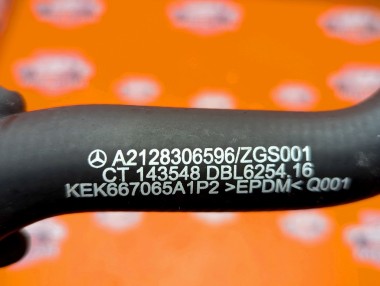 A2128306596/ZGS001
CT 143548 DBL6254.16
KEK667065A1P2 >EPDM< Q001